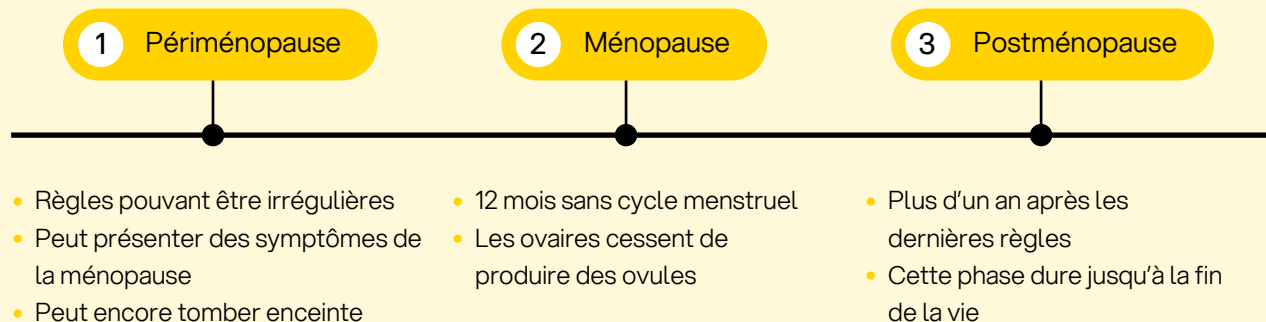 1 Périménopause
2 Ménopause
3 Postménopause
• Règles pouvant être irrégulières
• Peut présenter des symptômes de
la ménopause
• Peut encore tomber enceinte
• 12 mois sans cycle menstruel
• Les ovaires cessent de
produire des ovules
• Plus d’un an après les
dernières règles
• Cette phase dure jusqu’à la fin
de la vie